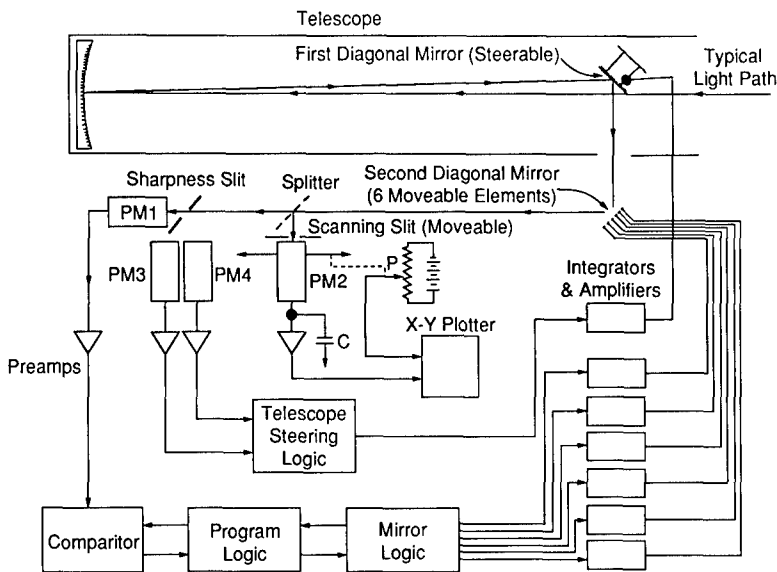 Telescope
First Diagonal Mirror (Steerable)
Typical
Light Path
Second Diagonal Mirror
(6 Moveable Elements)
Sharpness Slit
Splitter
PM1
Scanning Slit (Moveable)
PM3
PM4
PM2
P
Integrators
& Amplifiers
X-Y Plotter
C
Preamps
Telescope
Steering
Logic
Comparitor
Program
Logic
Mirror
Logic